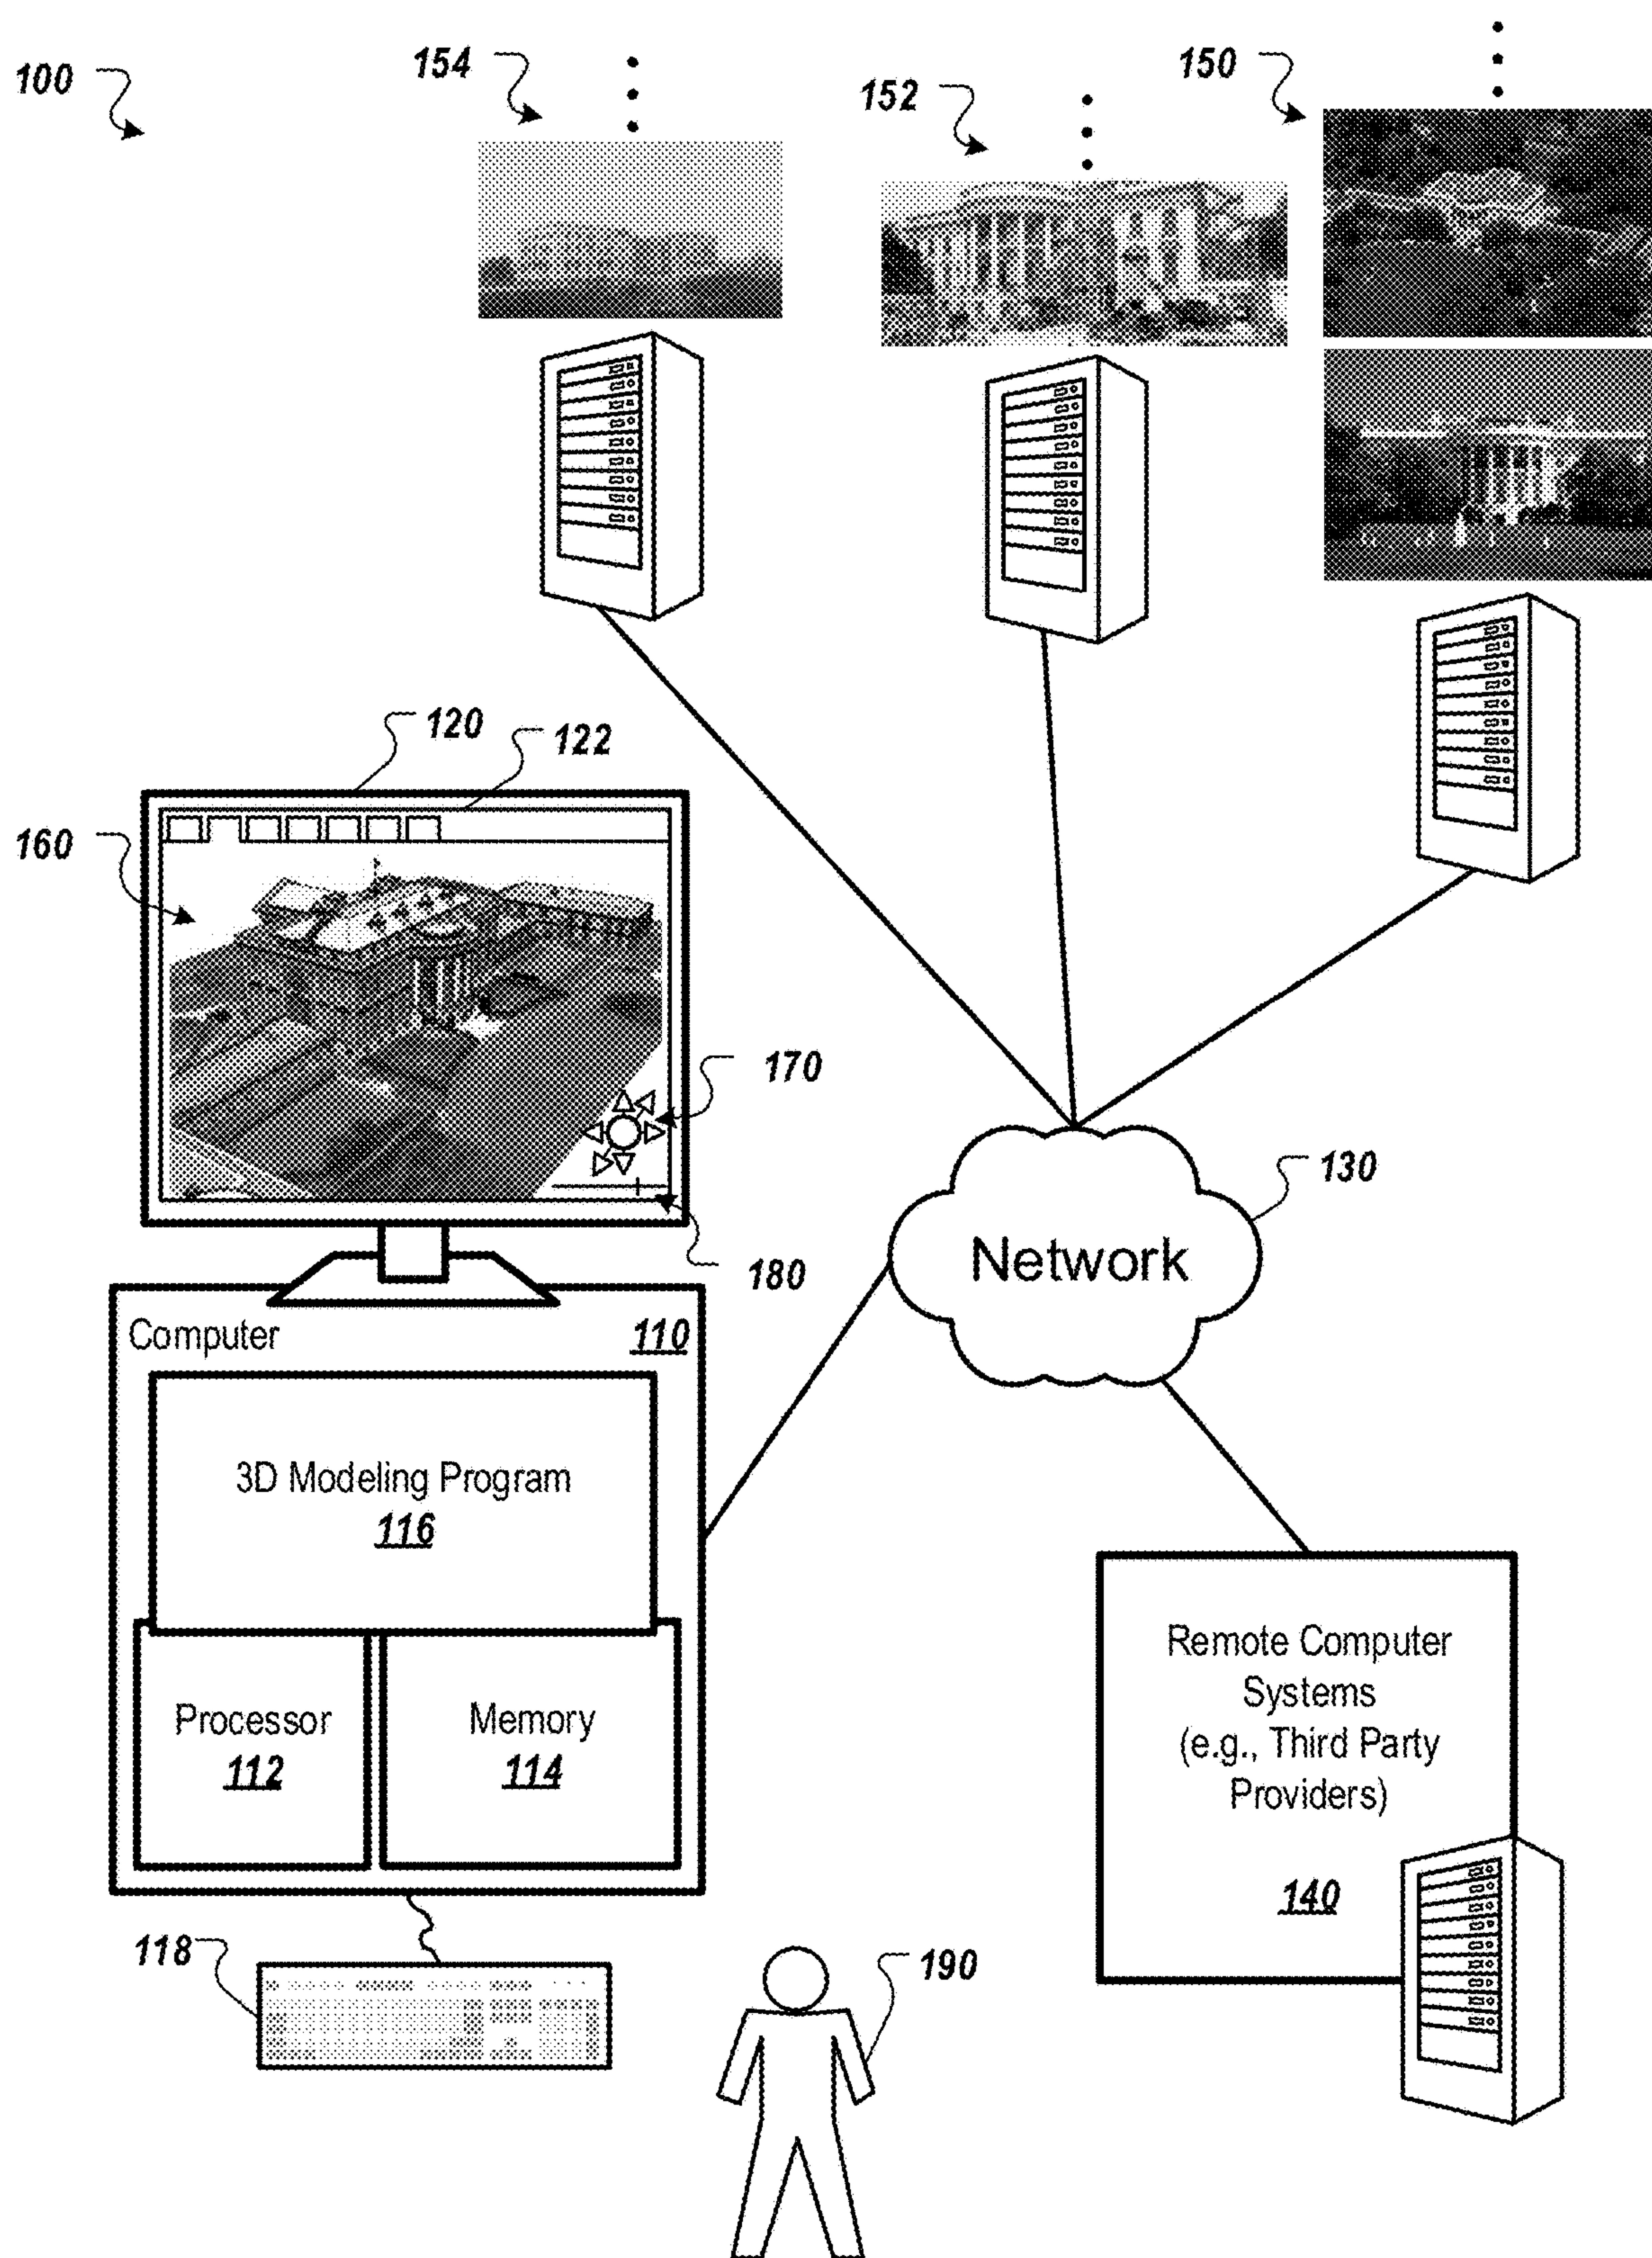 100
154
152
150
120
122
160
170
180
130
Network
Computer
110
3D Modeling Program
116
Processor
112
Memory
114
Remote Computer
Systems
(e.g., Third Party
Providers)
140
118
190